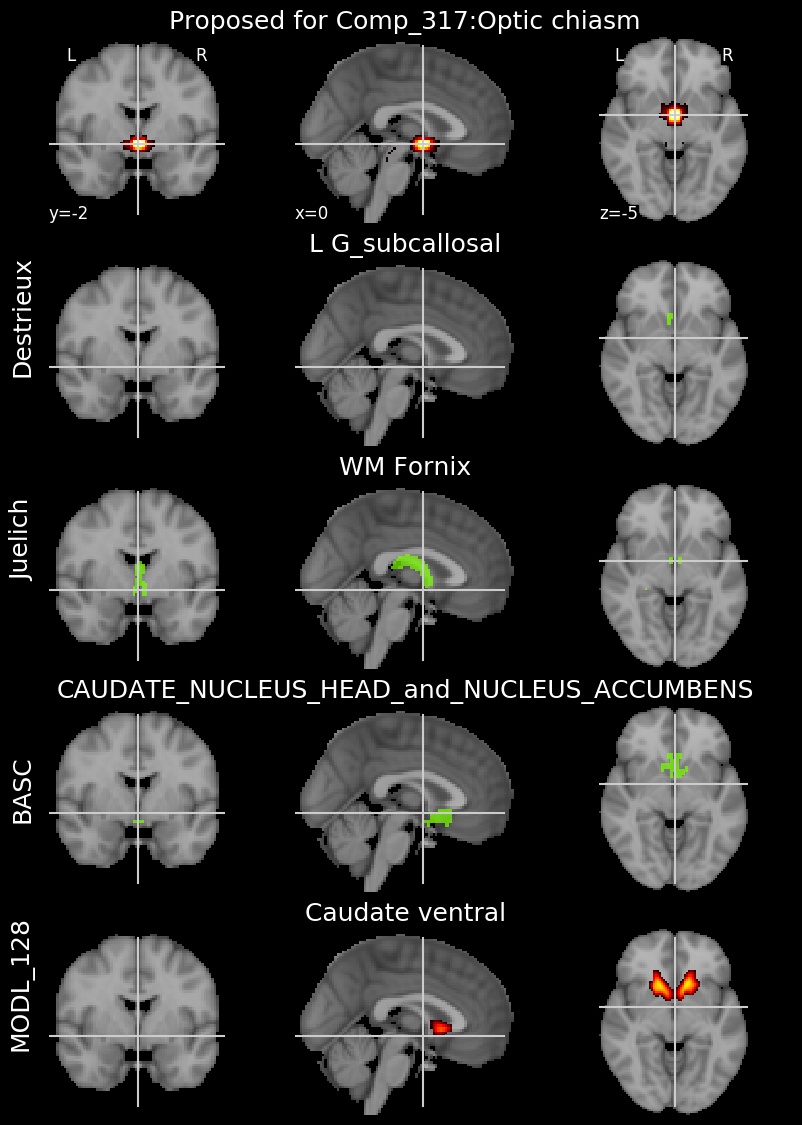 Proposed for Comp_317:Optic chiasm
L R L R
y=-2 x=0 z=-5
L G_subcallosal
Destrieux
WM Fornix
Juelich
CAUDATE_NUCLEUS_HEAD_and_NUCLEUS_ACCUMBENS
BASC
Caudate ventral
MODL_128